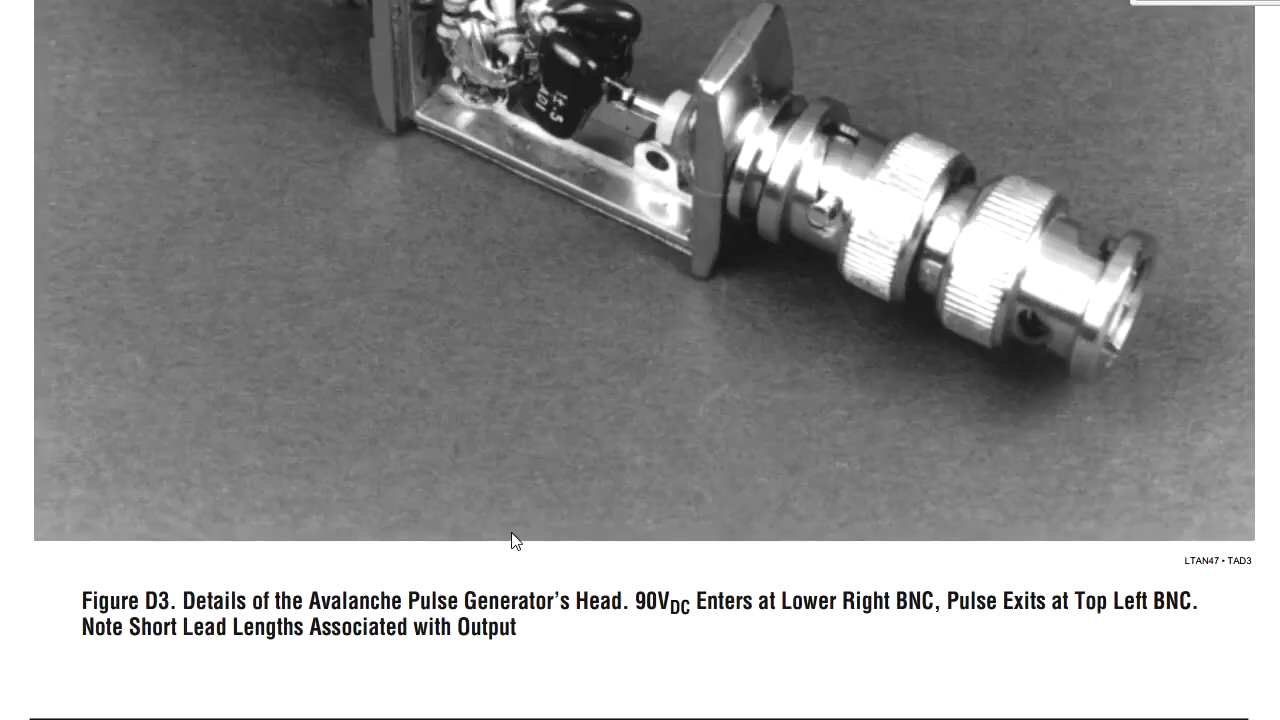 LTAN47 • TAD3
Figure D3. Details of the Avalanche Pulse Generator’s Head. 90VDC Enters at Lower Right BNC, Pulse Exits at Top Left BNC.
Note Short Lead Lengths Associated with Output